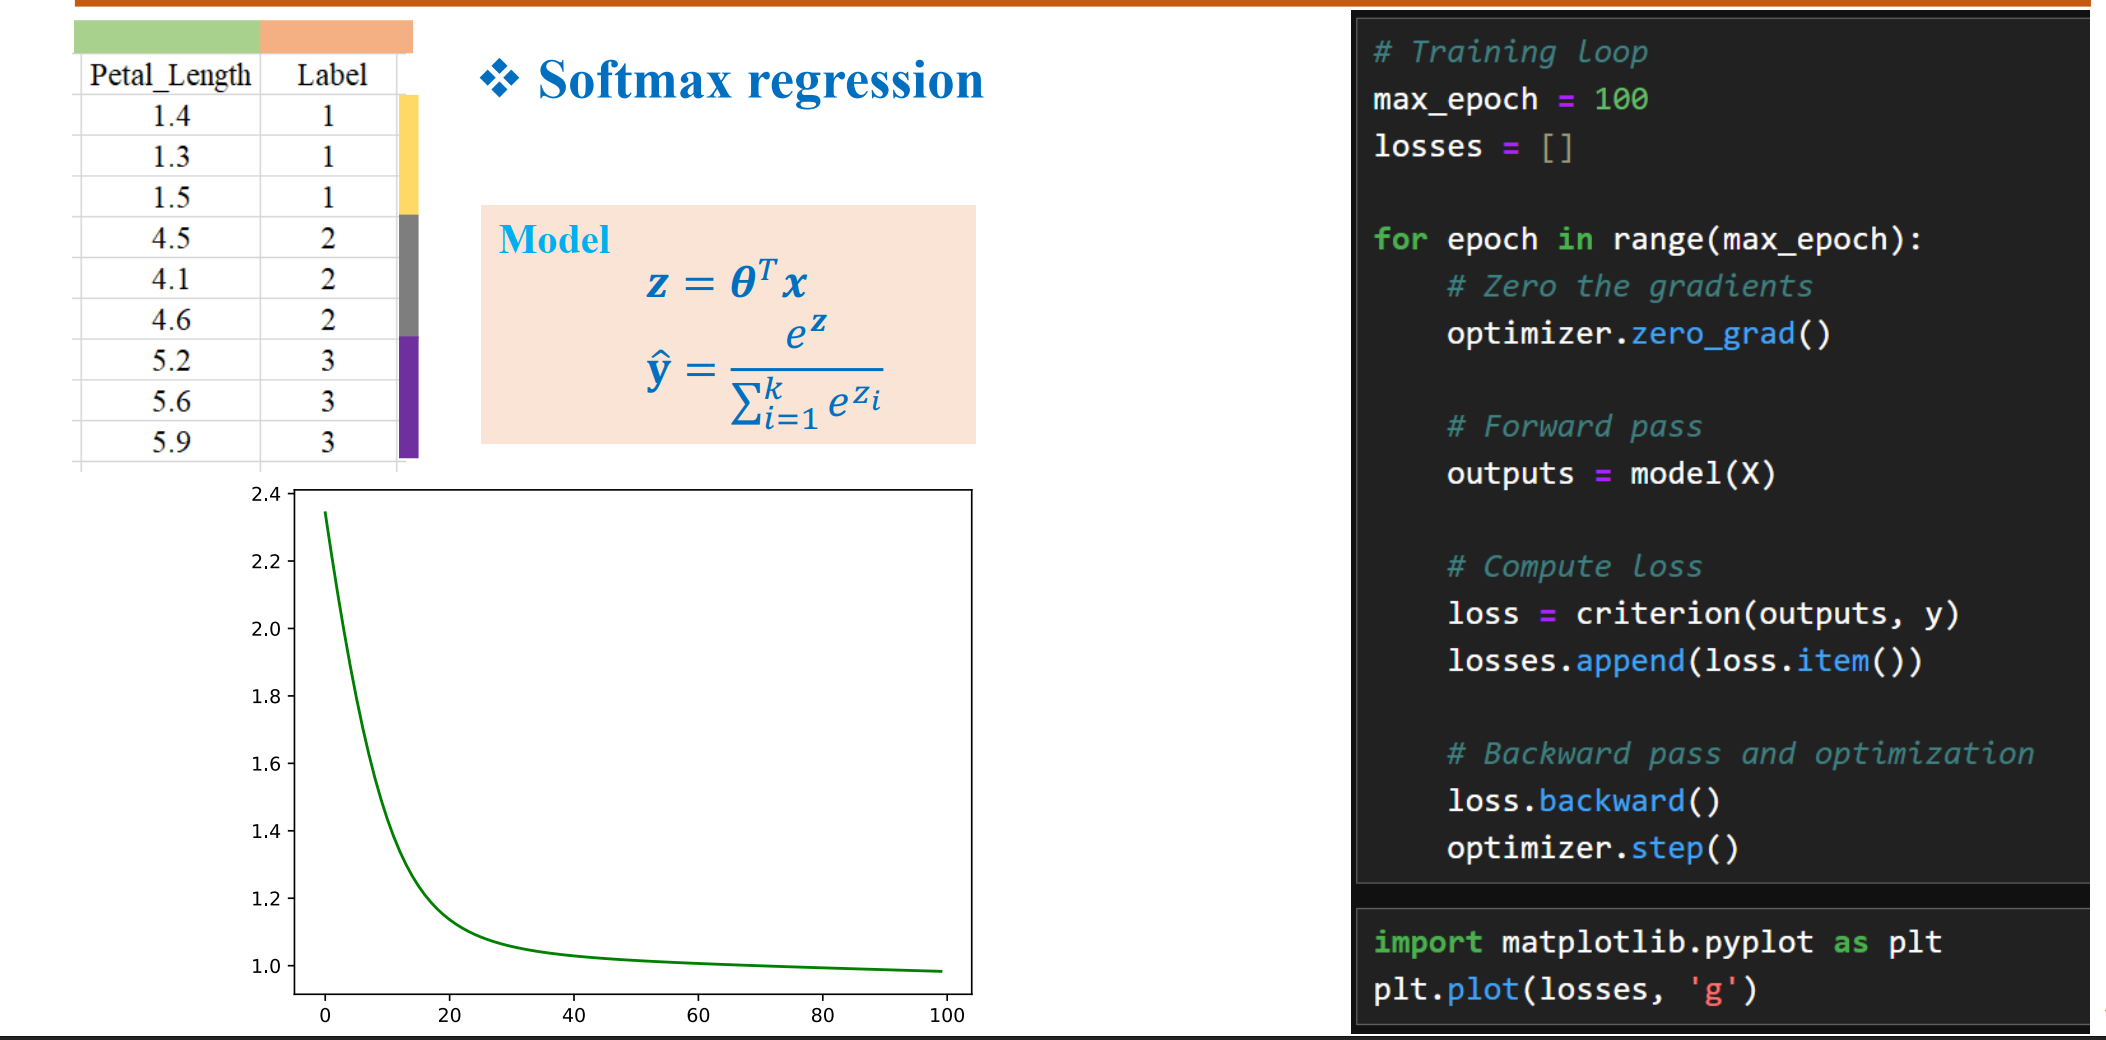 Petal_Length Label
1.4 1
1.3 1
1.5 1
4.5 2
4.1 2
4.6 2
5.2 3
5.6 3
5.9 3
❖ Softmax regression
Model
z = θ^T x
ŷ = e^z / ∑_{i=1}^k e^{z_i}
2.4
2.2
2.0
1.8
1.6
1.4
1.2
1.0
0 20 40 60 80 100
# Training loop
max_epoch = 100
losses = []
for epoch in range(max_epoch):
    # Zero the gradients
    optimizer.zero_grad()
    # Forward pass
    outputs = model(X)
    # Compute loss
    loss = criterion(outputs, y)
    losses.append(loss.item())
    # Backward pass and optimization
    loss.backward()
    optimizer.step()
import matplotlib.pyplot as plt
plt.plot(losses, 'g')